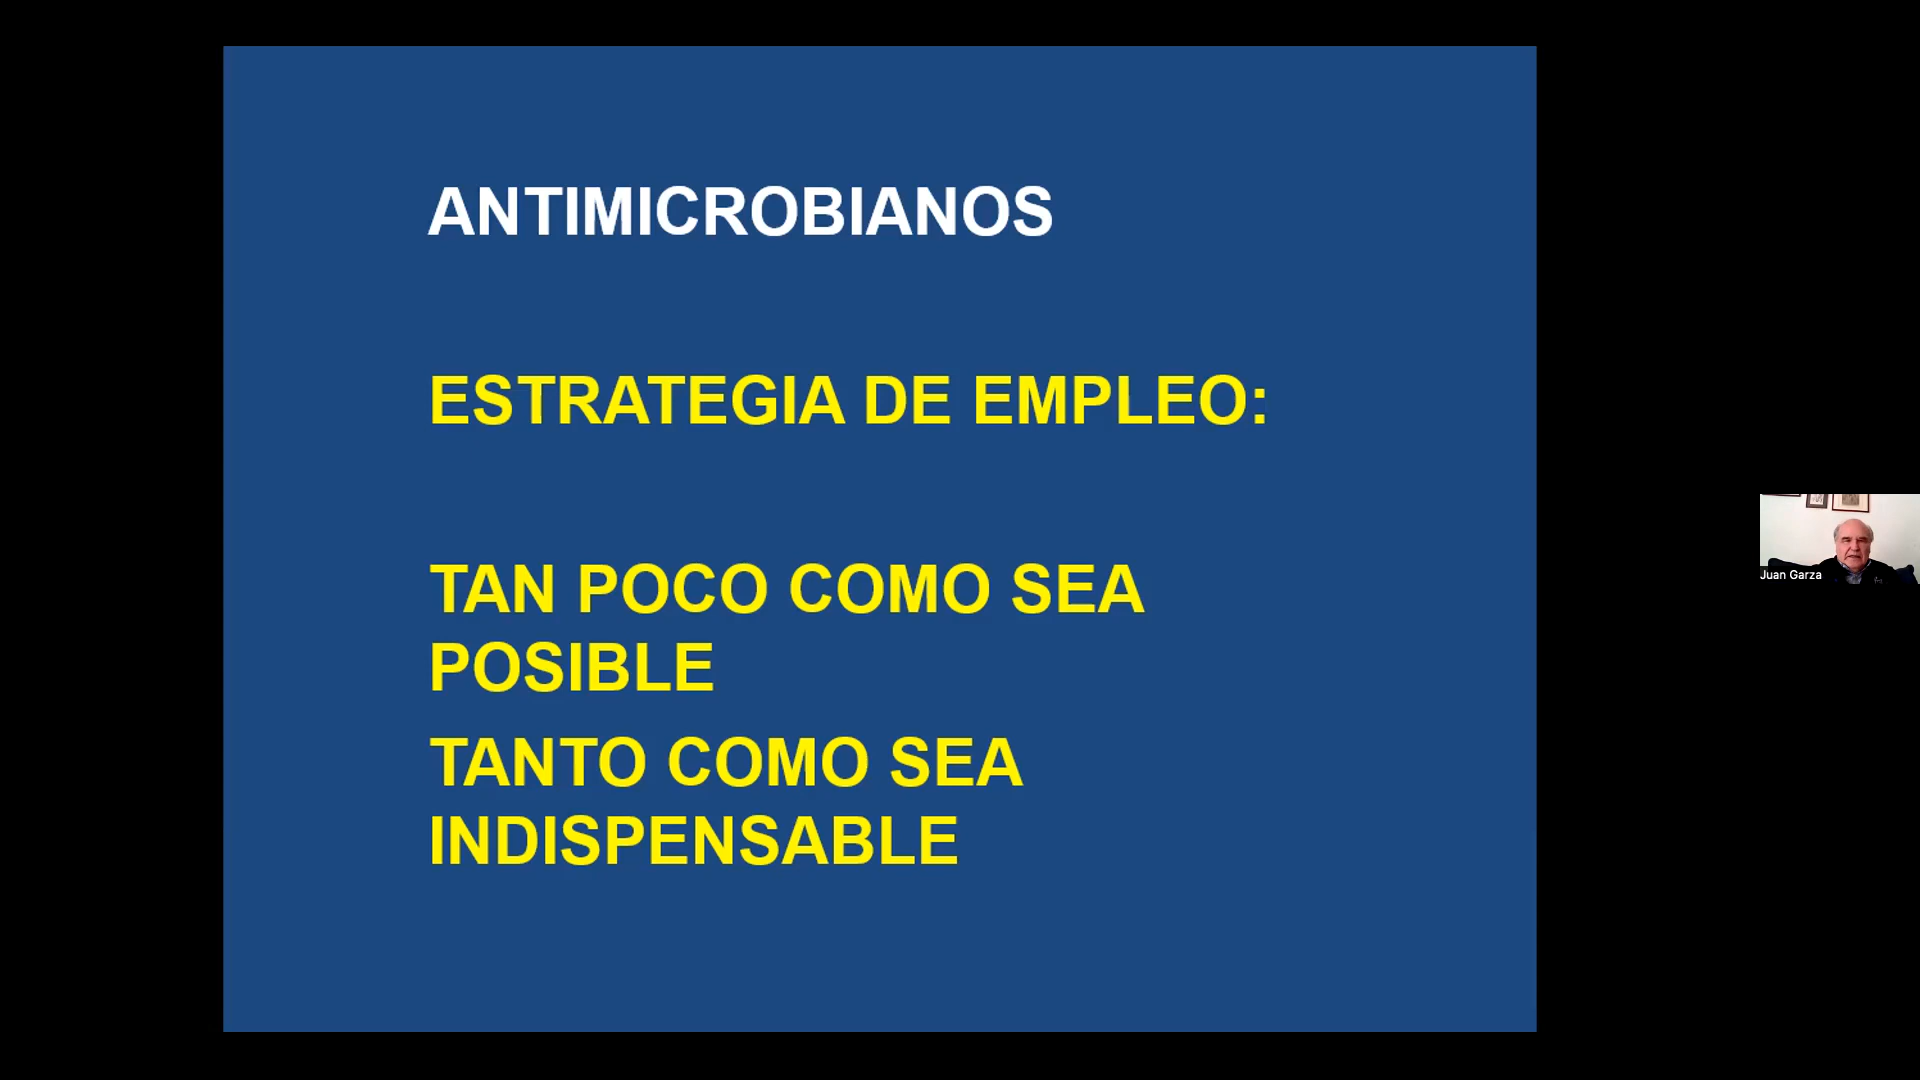 ANTIMICROBIANOS
ESTRATEGIA DE EMPLEO:
TAN POCO COMO SEA
POSIBLE
TANTO COMO SEA
INDISPENSABLE
Juan Garza